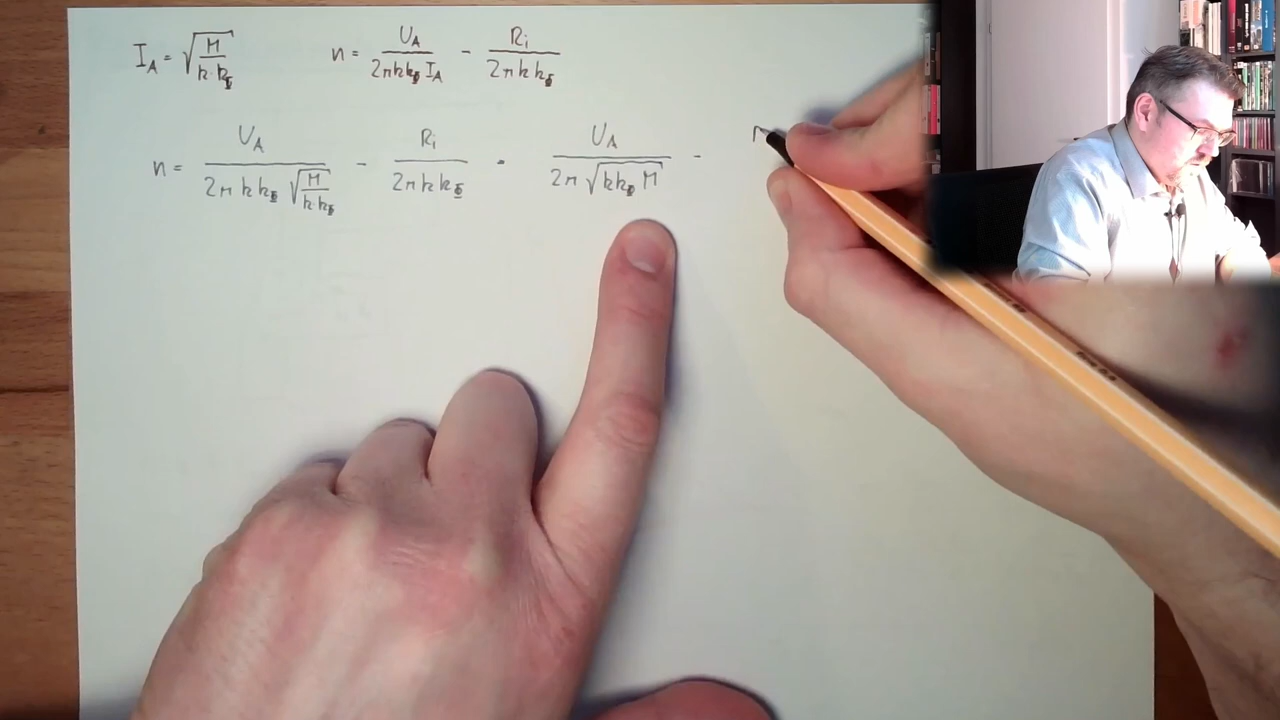 I_A = √(M / (k · k_Φ))    n = U_A / (2π k k_Φ I_A) − R_i / (2π k k_Φ)
n = U_A / (2π k k_Φ √(M / (k · k_Φ))) − R_i / (2π k k_Φ) = U_A / (2π √(k k_Φ M)) −